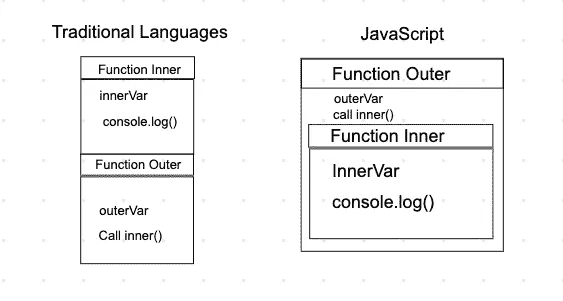 Traditional Languages
Function Inner
innerVar
console.log()
Function Outer
outerVar
Call inner()
JavaScript
Function Outer
outerVar
call inner()
Function Inner
InnerVar
console.log()